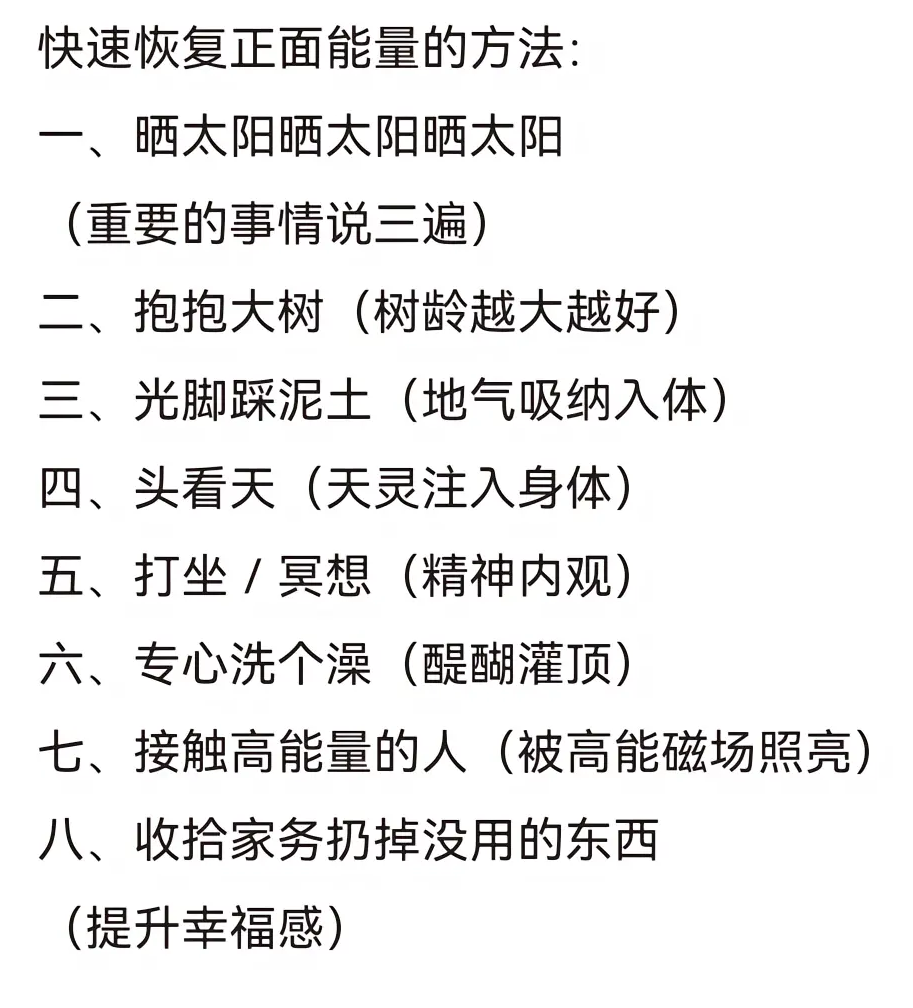 快速恢复正面能量的方法：
一、晒太阳晒太阳晒太阳
（重要的事情说三遍）
二、抱抱大树（树龄越大越好）
三、光脚踩泥土（地气吸纳入体）
四、头看天（天灵注入身体）
五、打坐 / 冥想（精神内观）
六、专心洗个澡（醍醐灌顶）
七、接触高能量的人（被高能磁场照亮）
八、收拾家务扔掉没用的东西
（提升幸福感）